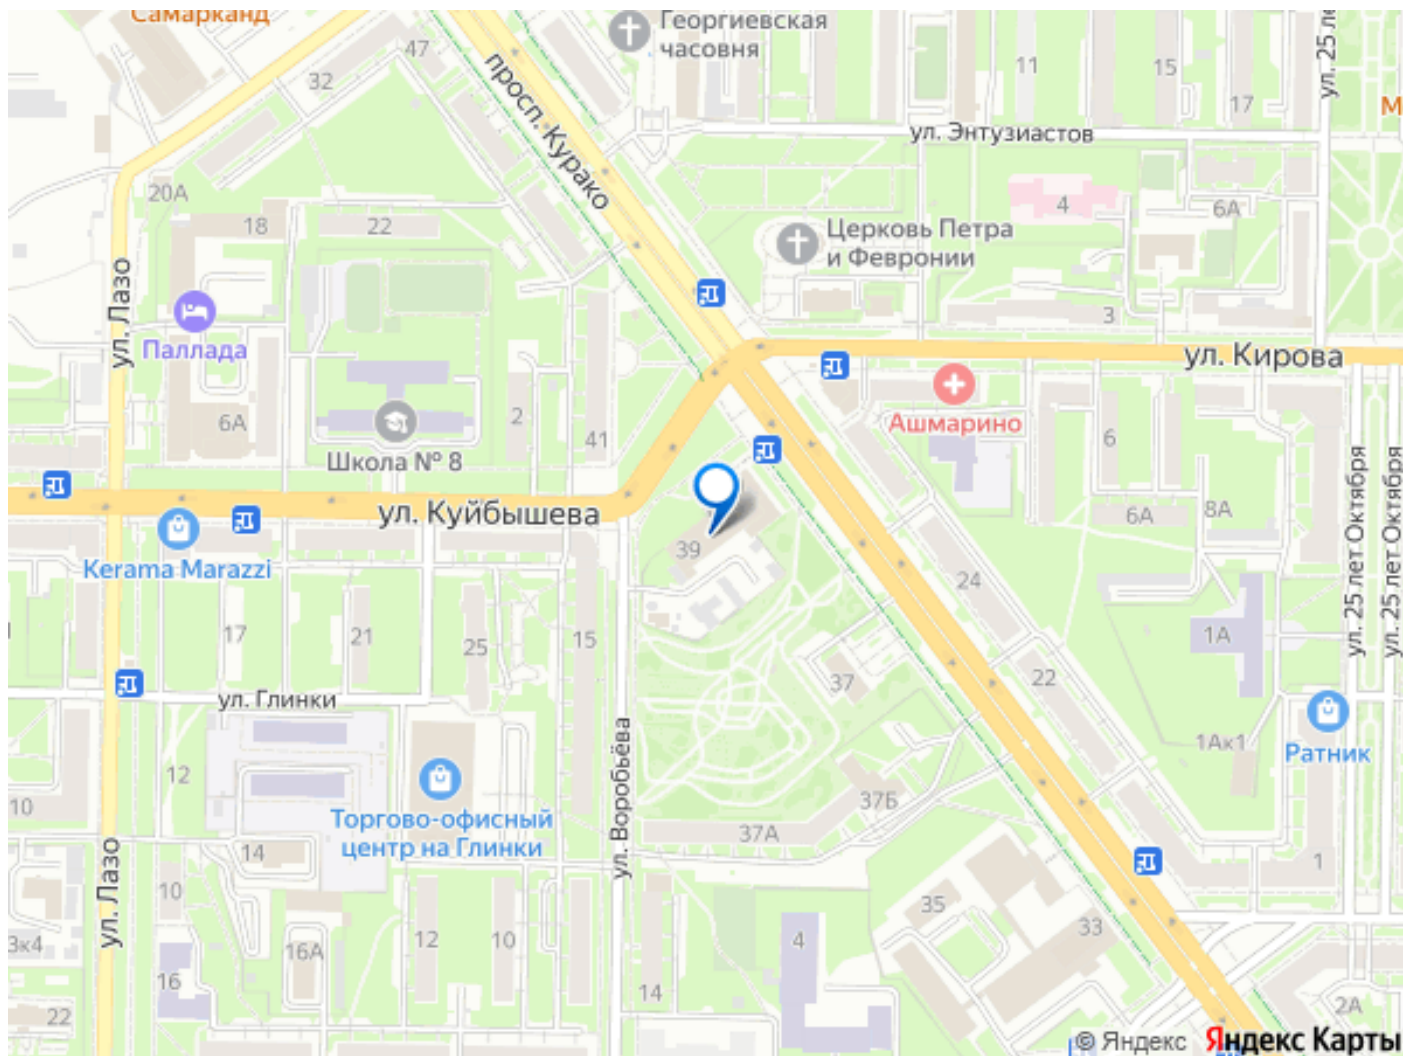 Самарканд
Георгиевская
часовня
47
32
просп. Курако
11
15
17
ул. 25 ле
М
ул. Энтузиастов
20А
18
22
4
6А
Церковь Петра
и Февронии
ул. Лазо
Паллада
3
ул. Кирова
6А
2
41
Школа № 8
Ашмарино
6
ул. Куйбышева
6А
8А
ул. 25 лет Октября
ул. 25 лет Октября
39
Kerama Marazzi
24
17
21
25
15
1А
22
37
ул. Глинки
ул. Воробьёва
1Ак1
Ратник
12
10
Торгово-офисный
центр на Глинки
37Б
37А
14
1
ул. Лазо
10
35
33
3к4
16А
12
10
4
16
14
22
2А
© Яндекс Яндекс Карты